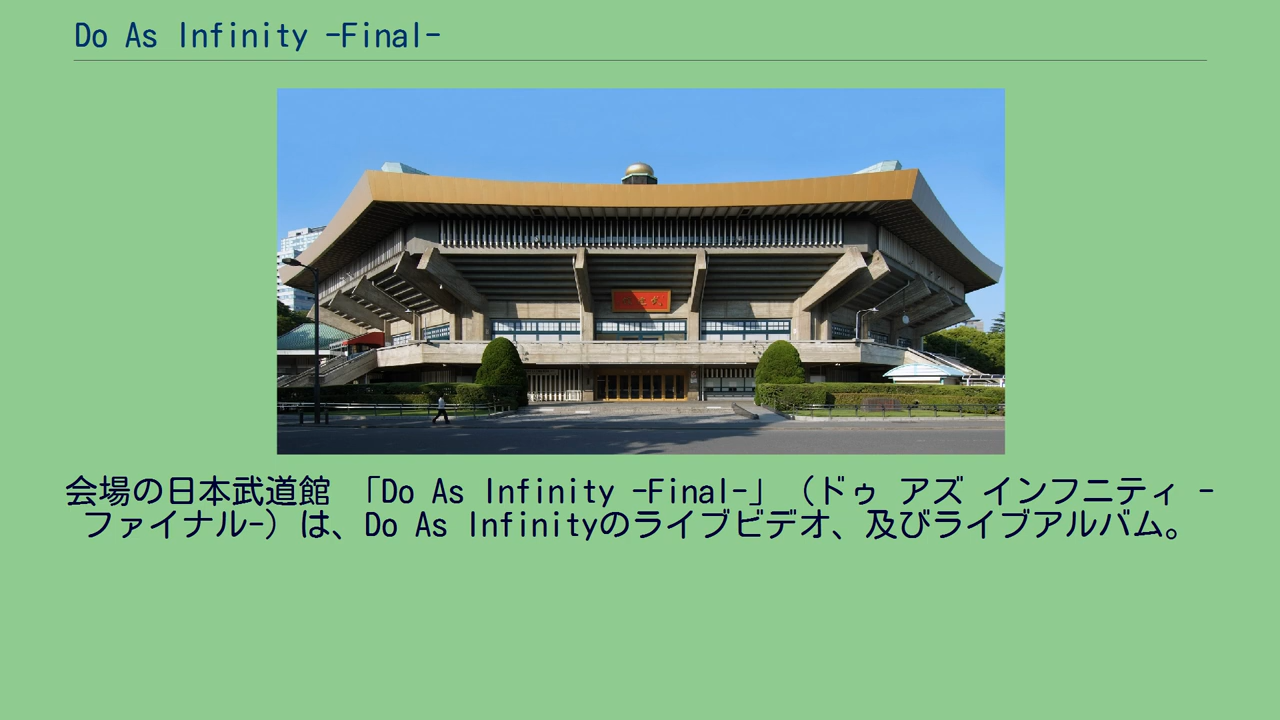 Do As Infinity -Final-
会場の日本武道館 「Do As Infinity -Final-」（ドゥ アズ インフニティ -
ファイナル-）は、Do As Infinityのライブビデオ、及びライブアルバム。